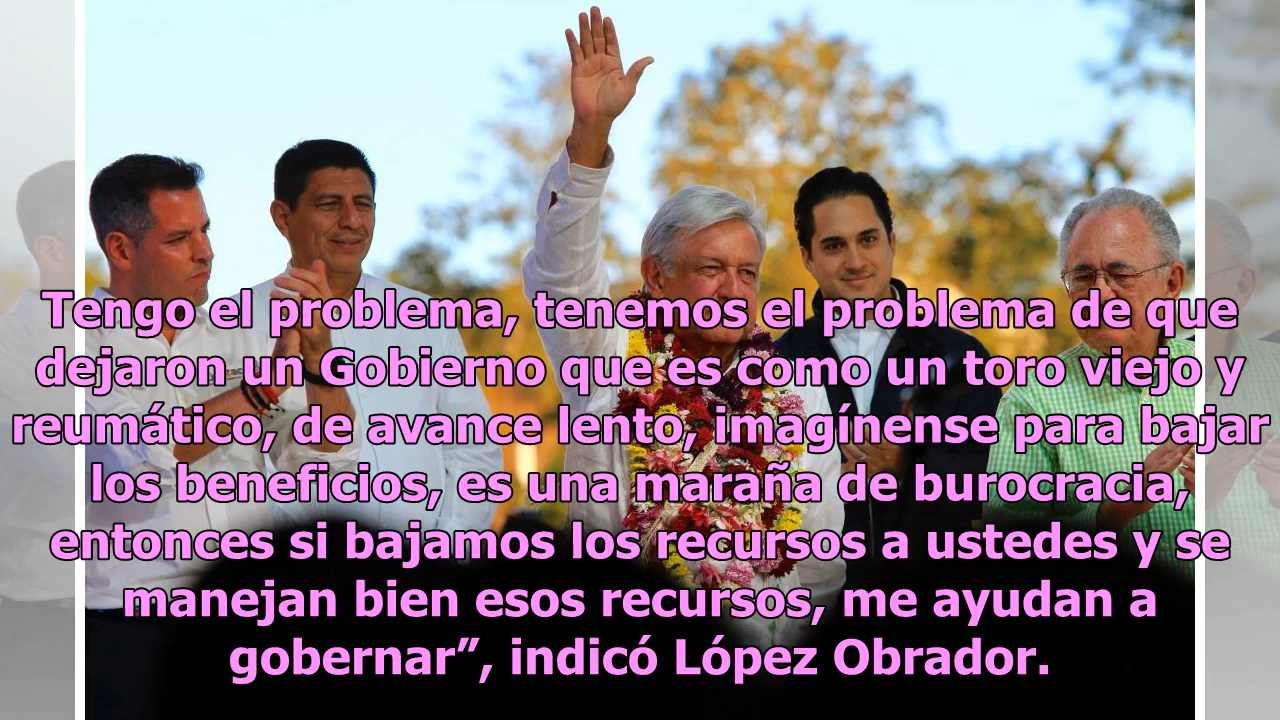 Tengo el problema, tenemos el problema de que
dejaron un Gobierno que es como un toro viejo y
reumático, de avance lento, imagínense para bajar
los beneficios, es una maraña de burocracia,
entonces si bajamos los recursos a ustedes y se
manejan bien esos recursos, me ayudan a
gobernar”, indicó López Obrador.